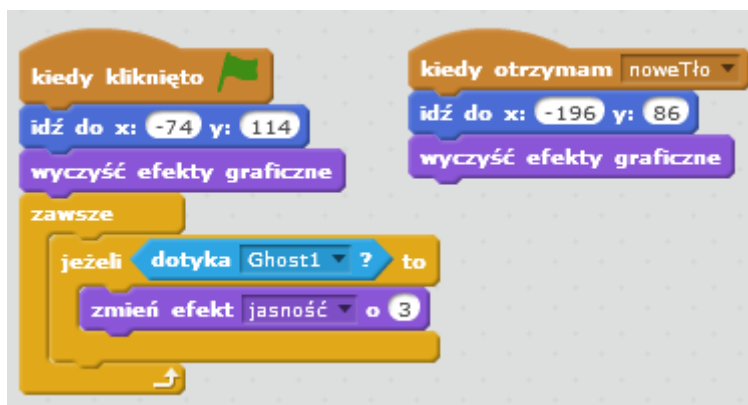 kiedy kliknięto
idź do x: -74 y: 114
wyczyść efekty graficzne
zawsze
jeżeli dotyka Ghost1 ? to
zmień efekt jasność o 3
kiedy otrzymam noweTło
idź do x: -196 y: 86
wyczyść efekty graficzne